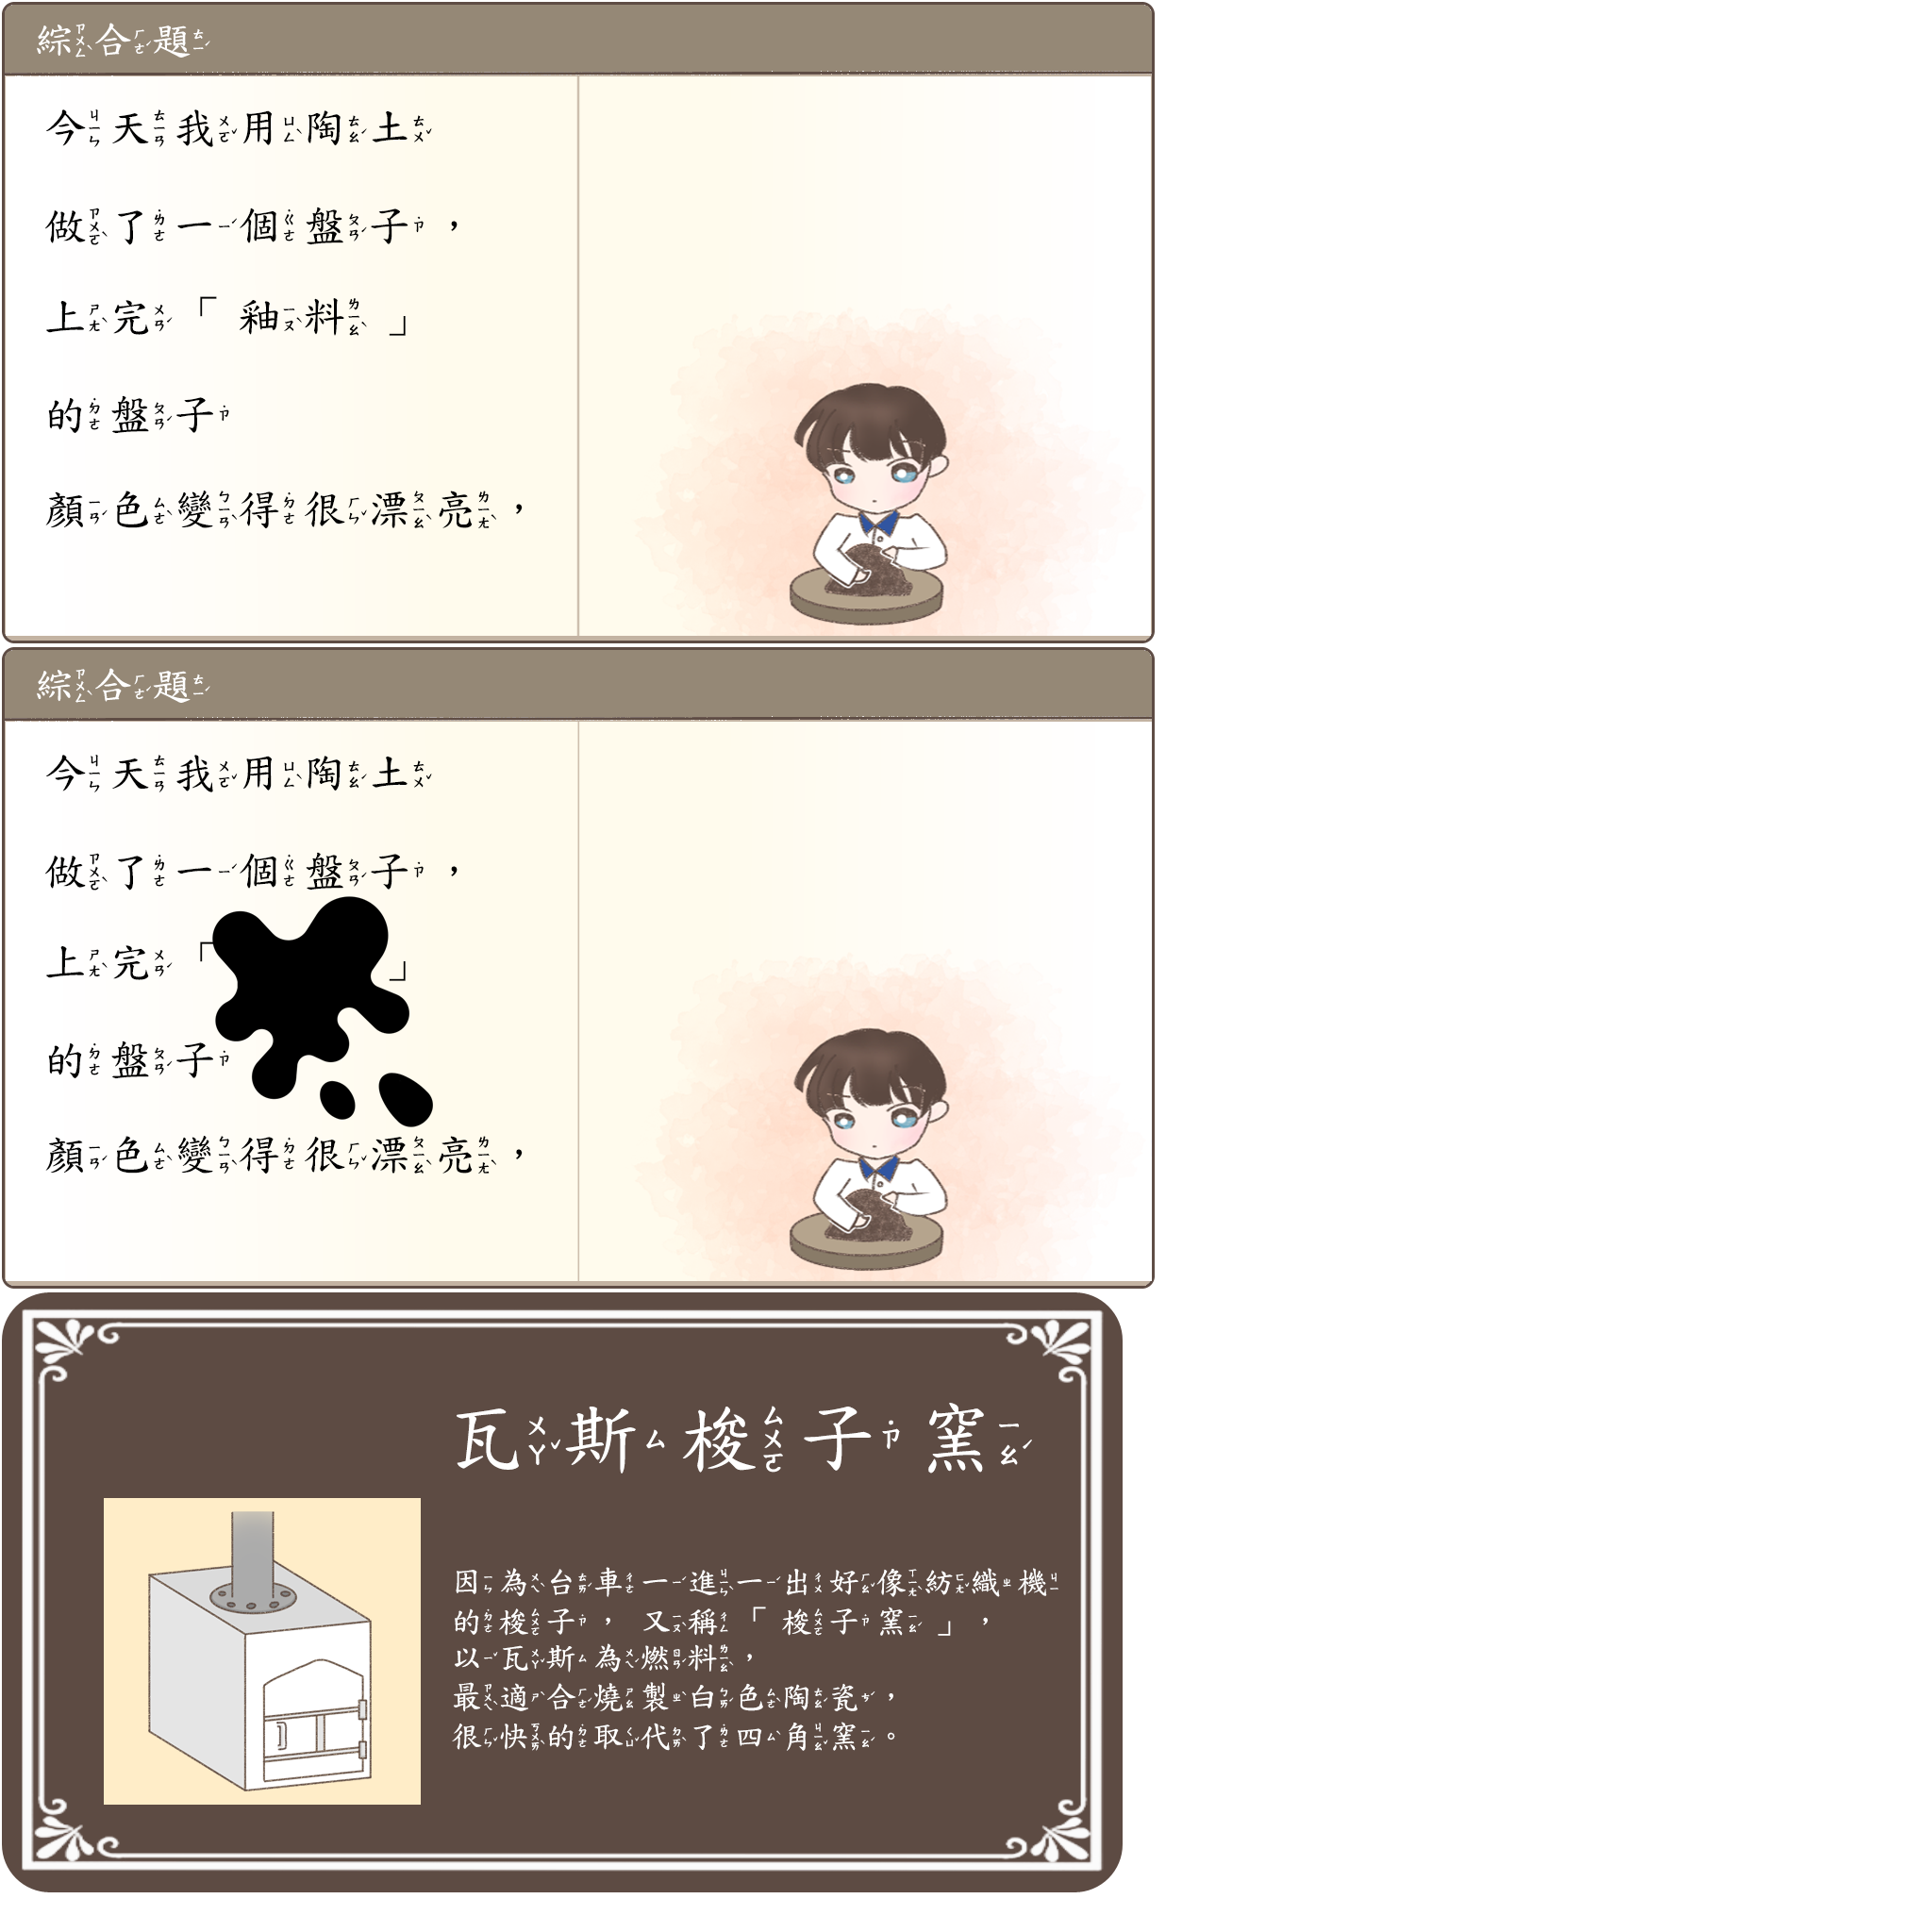 綜合題
今天我用陶土
做了一個盤子，
上完「釉料」
的盤子
顏色變得很漂亮，
綜合題
今天我用陶土
做了一個盤子，
上完「」
的盤子
顏色變得很漂亮，
瓦斯梭子窯
因為台車一進一出好像紡織機
的梭子，又稱「梭子窯」，
以瓦斯為燃料，
最適合燒製白色陶瓷，
很快的取代了四角窯。